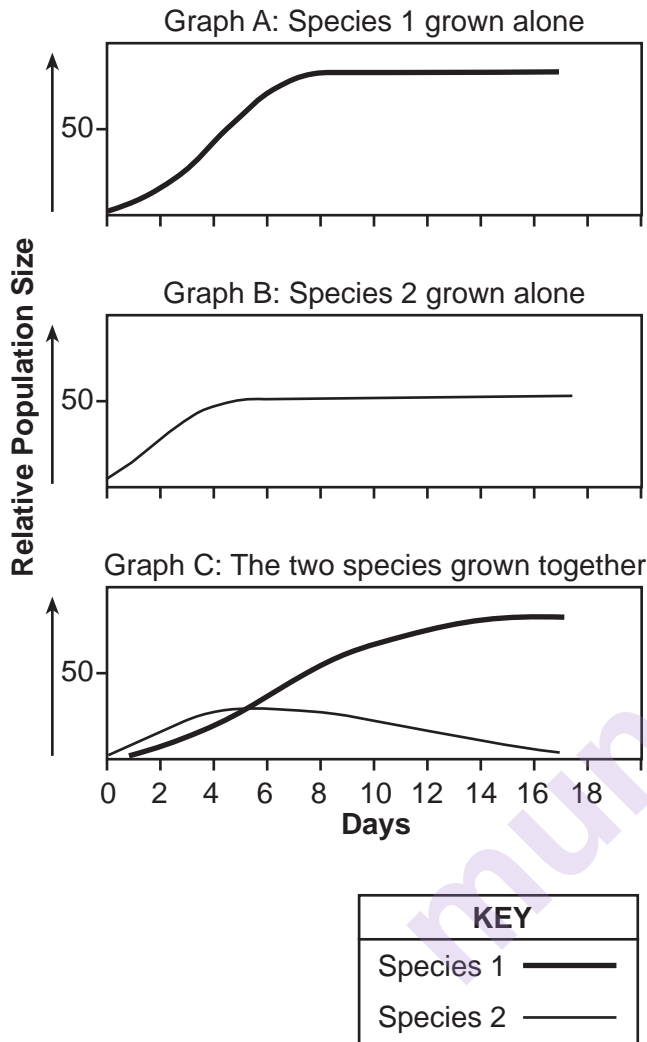 Graph A: Species 1 grown alone
50
Graph B: Species 2 grown alone
50
Relative Population Size
Graph C: The two species grown together
50
0 2 4 6 8 10 12 14 16 18
Days
KEY
Species 1
Species 2